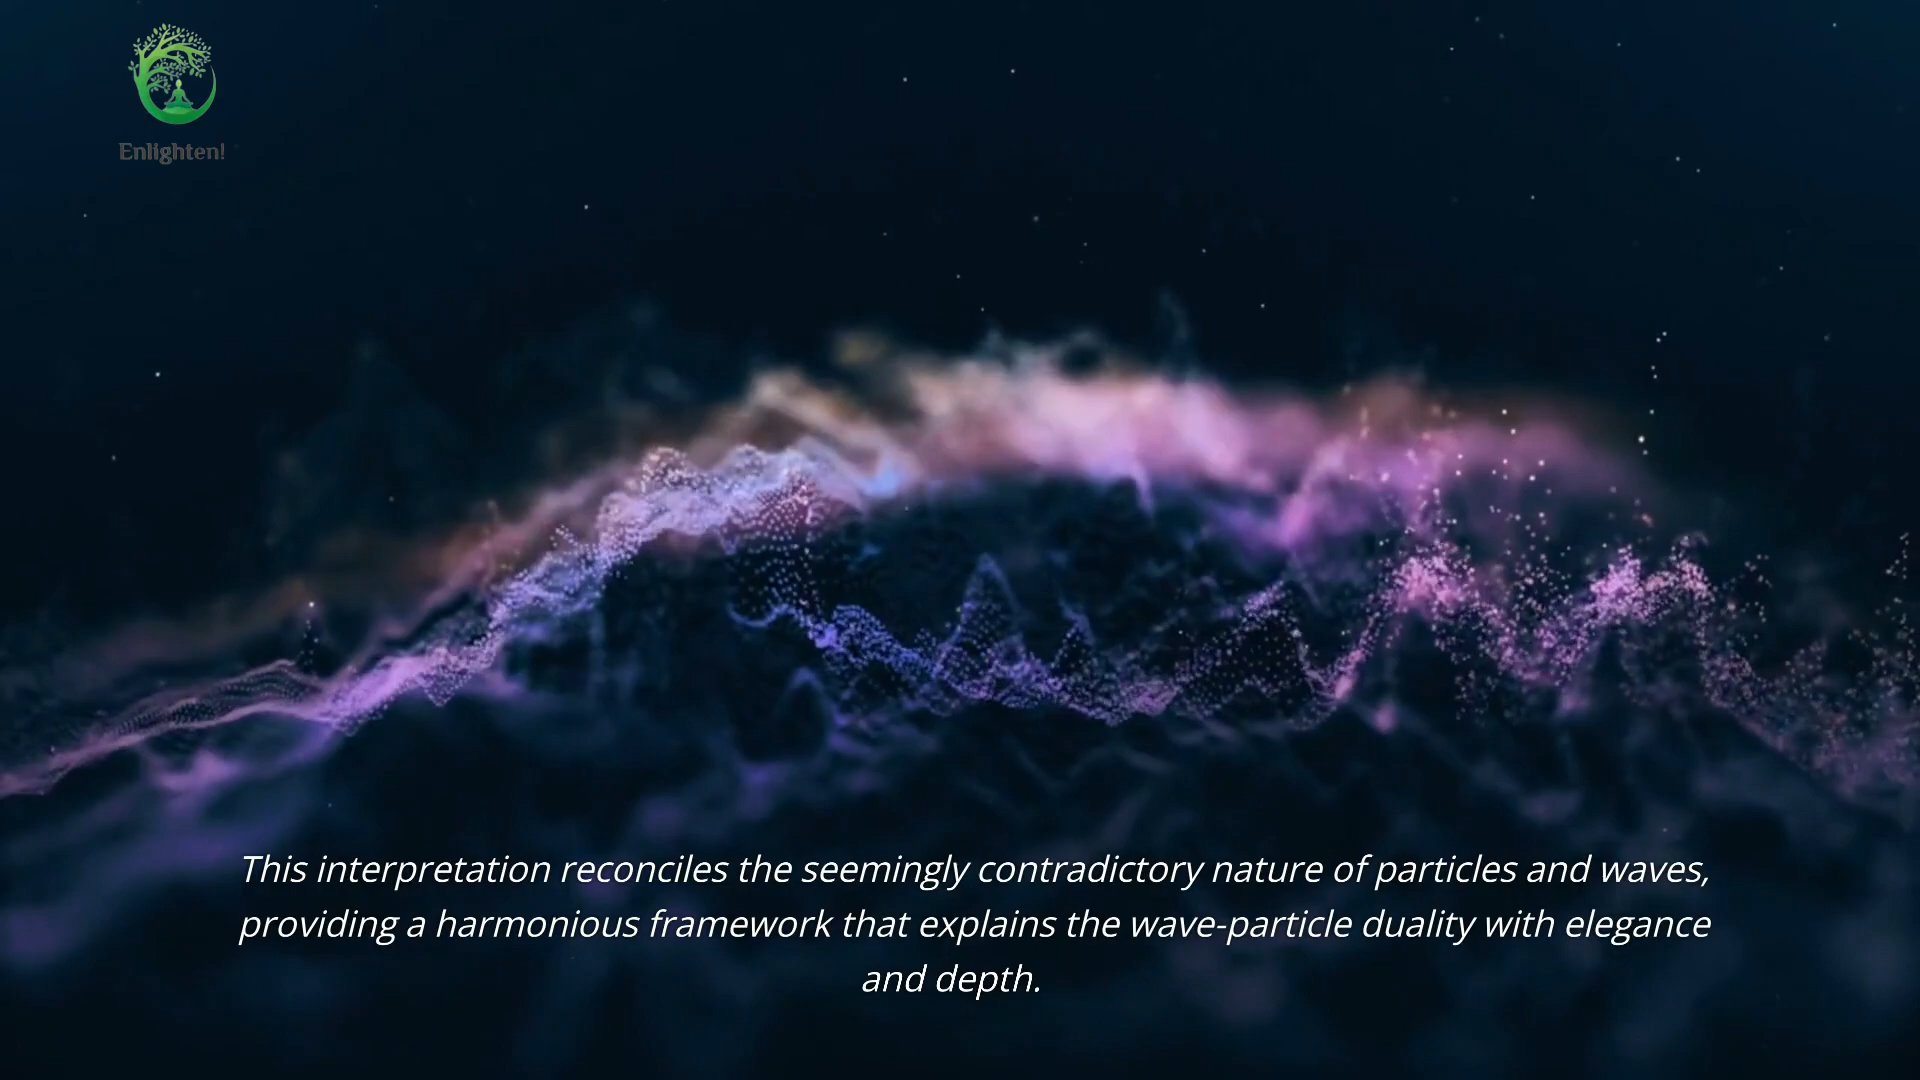 Enlighten!
This interpretation reconciles the seemingly contradictory nature of particles and waves,
providing a harmonious framework that explains the wave-particle duality with elegance
and depth.